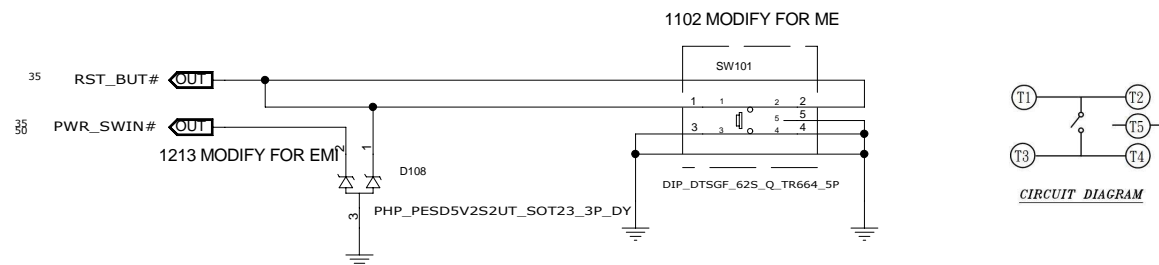 1102 MODIFY FOR ME
SW101
35 RST_BUT# OUT
1 1 2 2
5 5
3 3 4 4
35
50 PWR_SWIN# OUT
1213 MODIFY FOR EMI
2 1
D108
3
PHP_PESD5V2S2UT_SOT23_3P_DY
DIP_DTSGF_62S_Q_TR664_5P
T1 T2
T5
T3 T4
CIRCUIT DIAGRAM